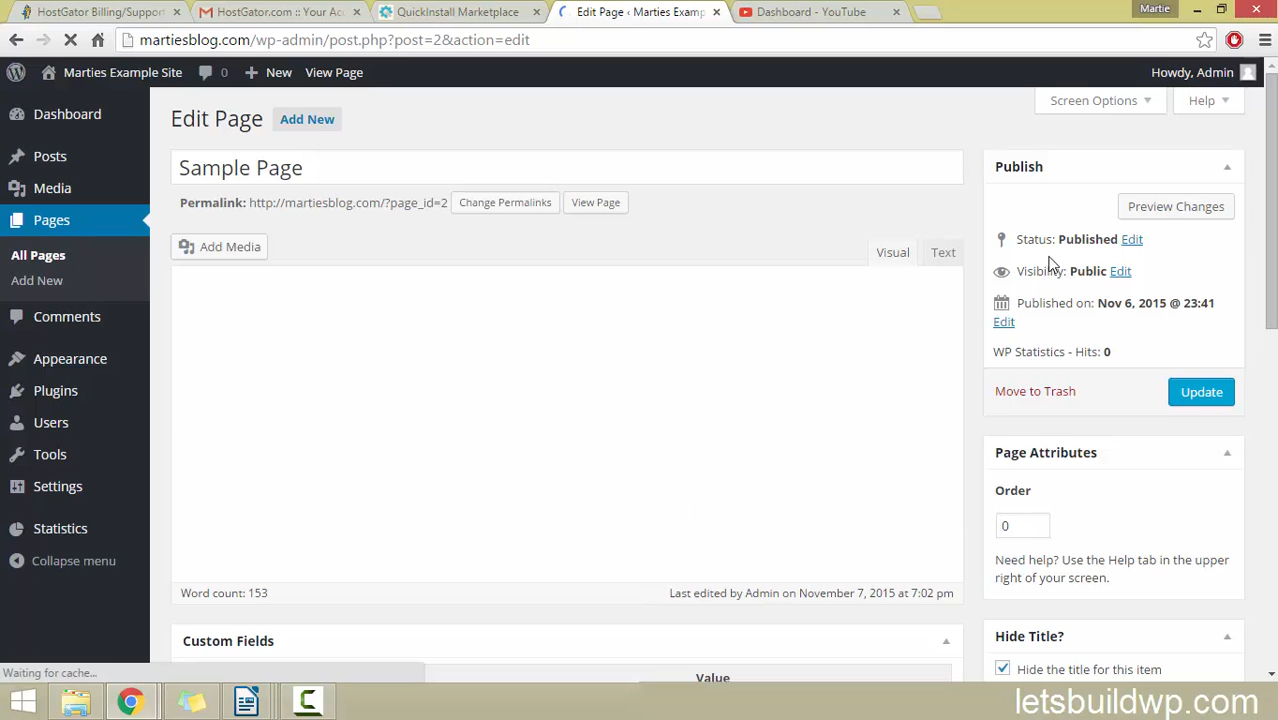 HostGator Billing/Support
HostGator.com :: Your Ac
QuickInstall Marketplace
Edit Page ‹ Marties Examp
Dashboard - YouTube
Martie
martiesblog.com/wp-admin/post.php?post=2&action=edit
Marties Example Site
0
New
View Page
Howdy, Admin
Screen Options
Help
Dashboard
Posts
Media
Pages
All Pages
Add New
Comments
Appearance
Plugins
Users
Tools
Settings
Statistics
Collapse menu
Edit Page
Add New
Sample Page
Permalink: http://martiesblog.com/?page_id=2
Change Permalinks
View Page
Add Media
Visual
Text
Word count: 153
Last edited by Admin on November 7, 2015 at 7:02 pm
Custom Fields
Value
Publish
Preview Changes
Status: Published Edit
Visibility: Public Edit
Published on: Nov 6, 2015 @ 23:41
Edit
WP Statistics - Hits: 0
Move to Trash
Update
Page Attributes
Order
0
Need help? Use the Help tab in the upper
right of your screen.
Hide Title?
Hide the title for this item
Waiting for cache...
letsbuildwp.com